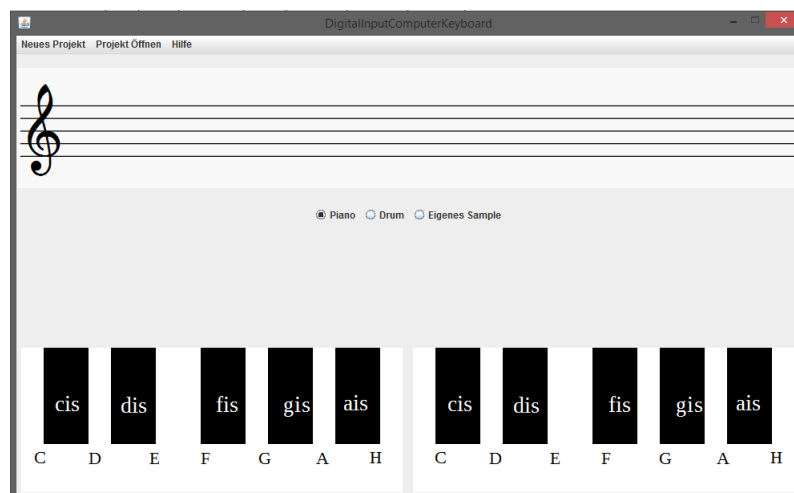 DigitalInputComputerKeyboard
Neues Projekt Projekt Öffnen Hilfe
Piano Drum Eigenes Sample
cis dis fis gis ais cis dis fis gis ais
C D E F G A H C D E F G A H